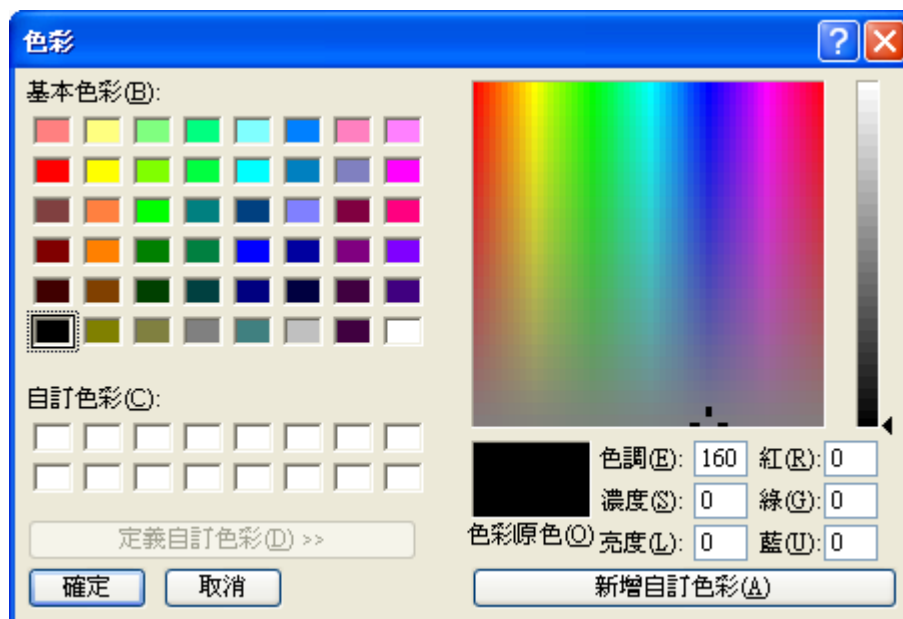 色彩
基本色彩(B):
自訂色彩(C):
定義自訂色彩(D) >>
確定 取消
色彩|原色(O)
色調(E): 160 紅(R): 0
濃度(S): 0 綠(G): 0
亮度(L): 0 藍(U): 0
新增自訂色彩(A)